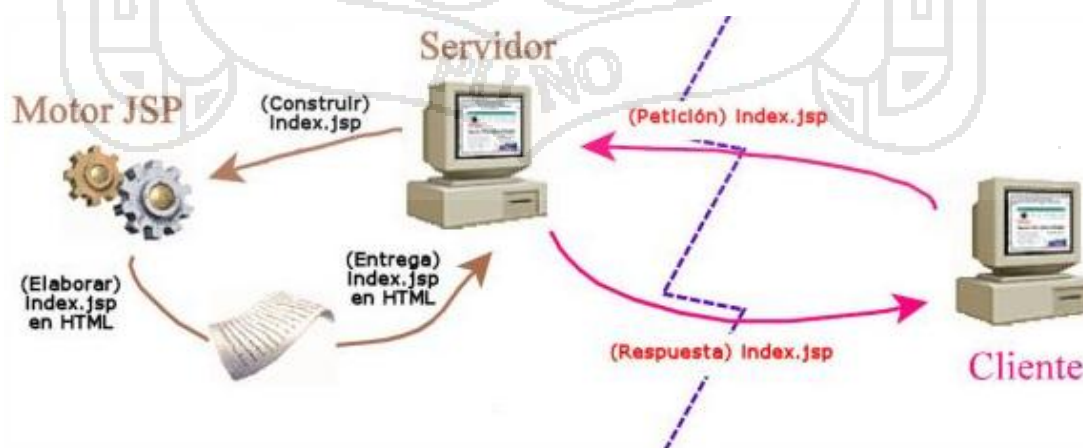 Servidor
Motor JSP
(Construir)
Index.jsp
(Petición) Index.jsp
(Elaborar)
Index.jsp
en HTML
(Entrega)
Index.jsp
en HTML
(Respuesta) Index.jsp
Cliente